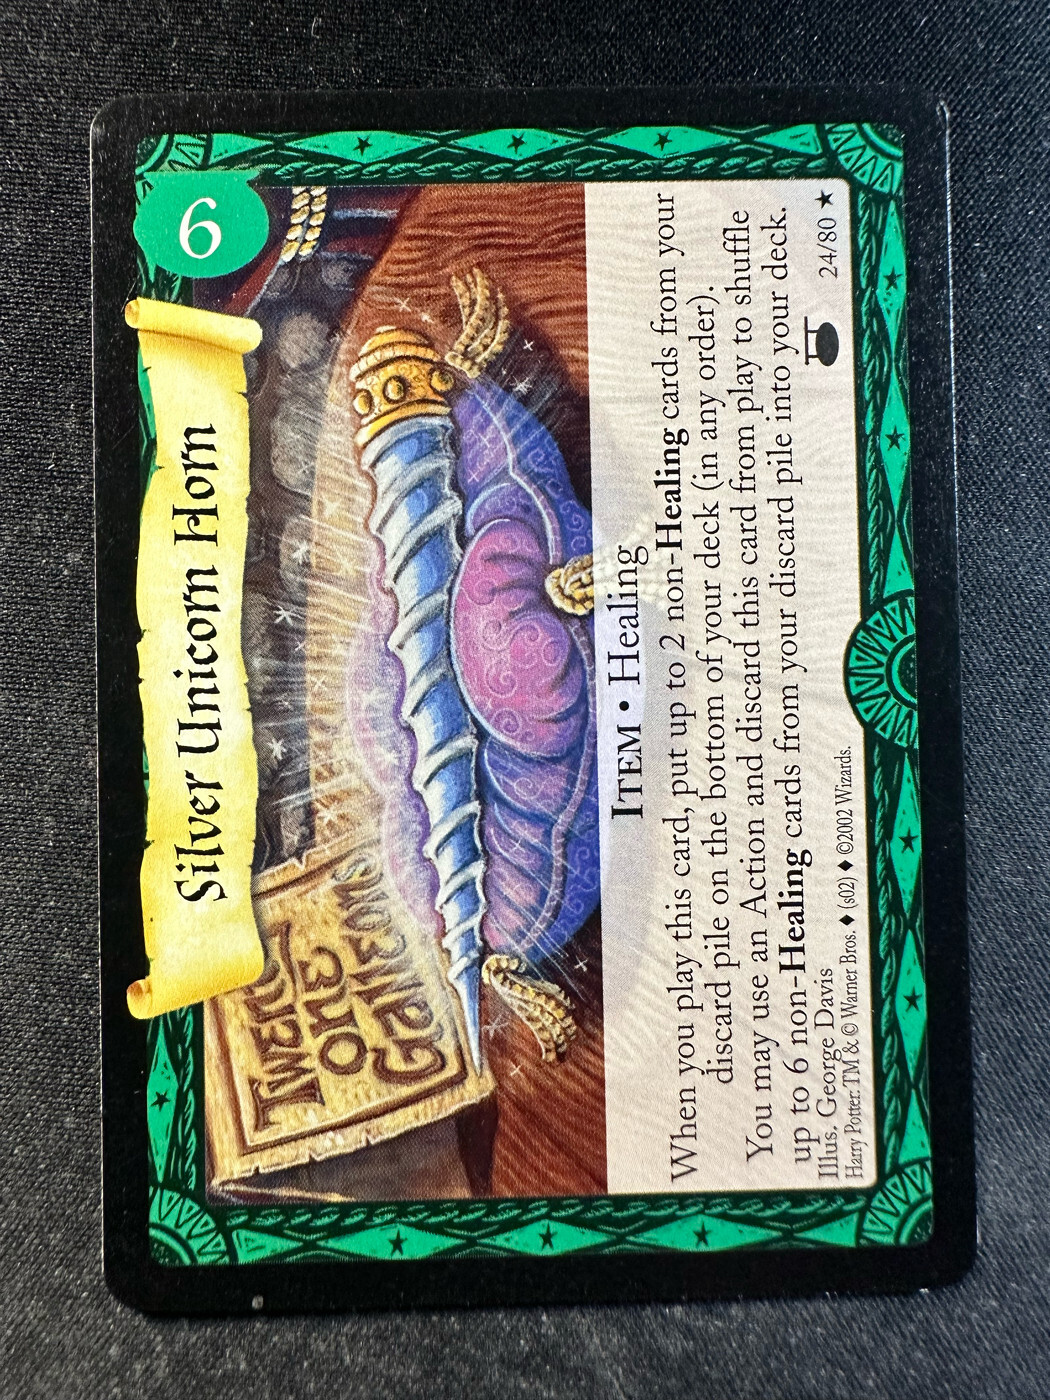 6
Silver Unicorn Horn
TWENTY
ONE
GALLEONS
ITEM • Healing
When you play this card, put up to 2 non-Healing cards from your
discard pile on the bottom of your deck (in any order).
You may use an Action and discard this card from play to shuffle
up to 6 non-Healing cards from your discard pile into your deck.
Illus. George Davis
24/80 ★
Harry Potter: TM & © Warner Bros. ♦ (s02) ♦ ©2002 Wizards.